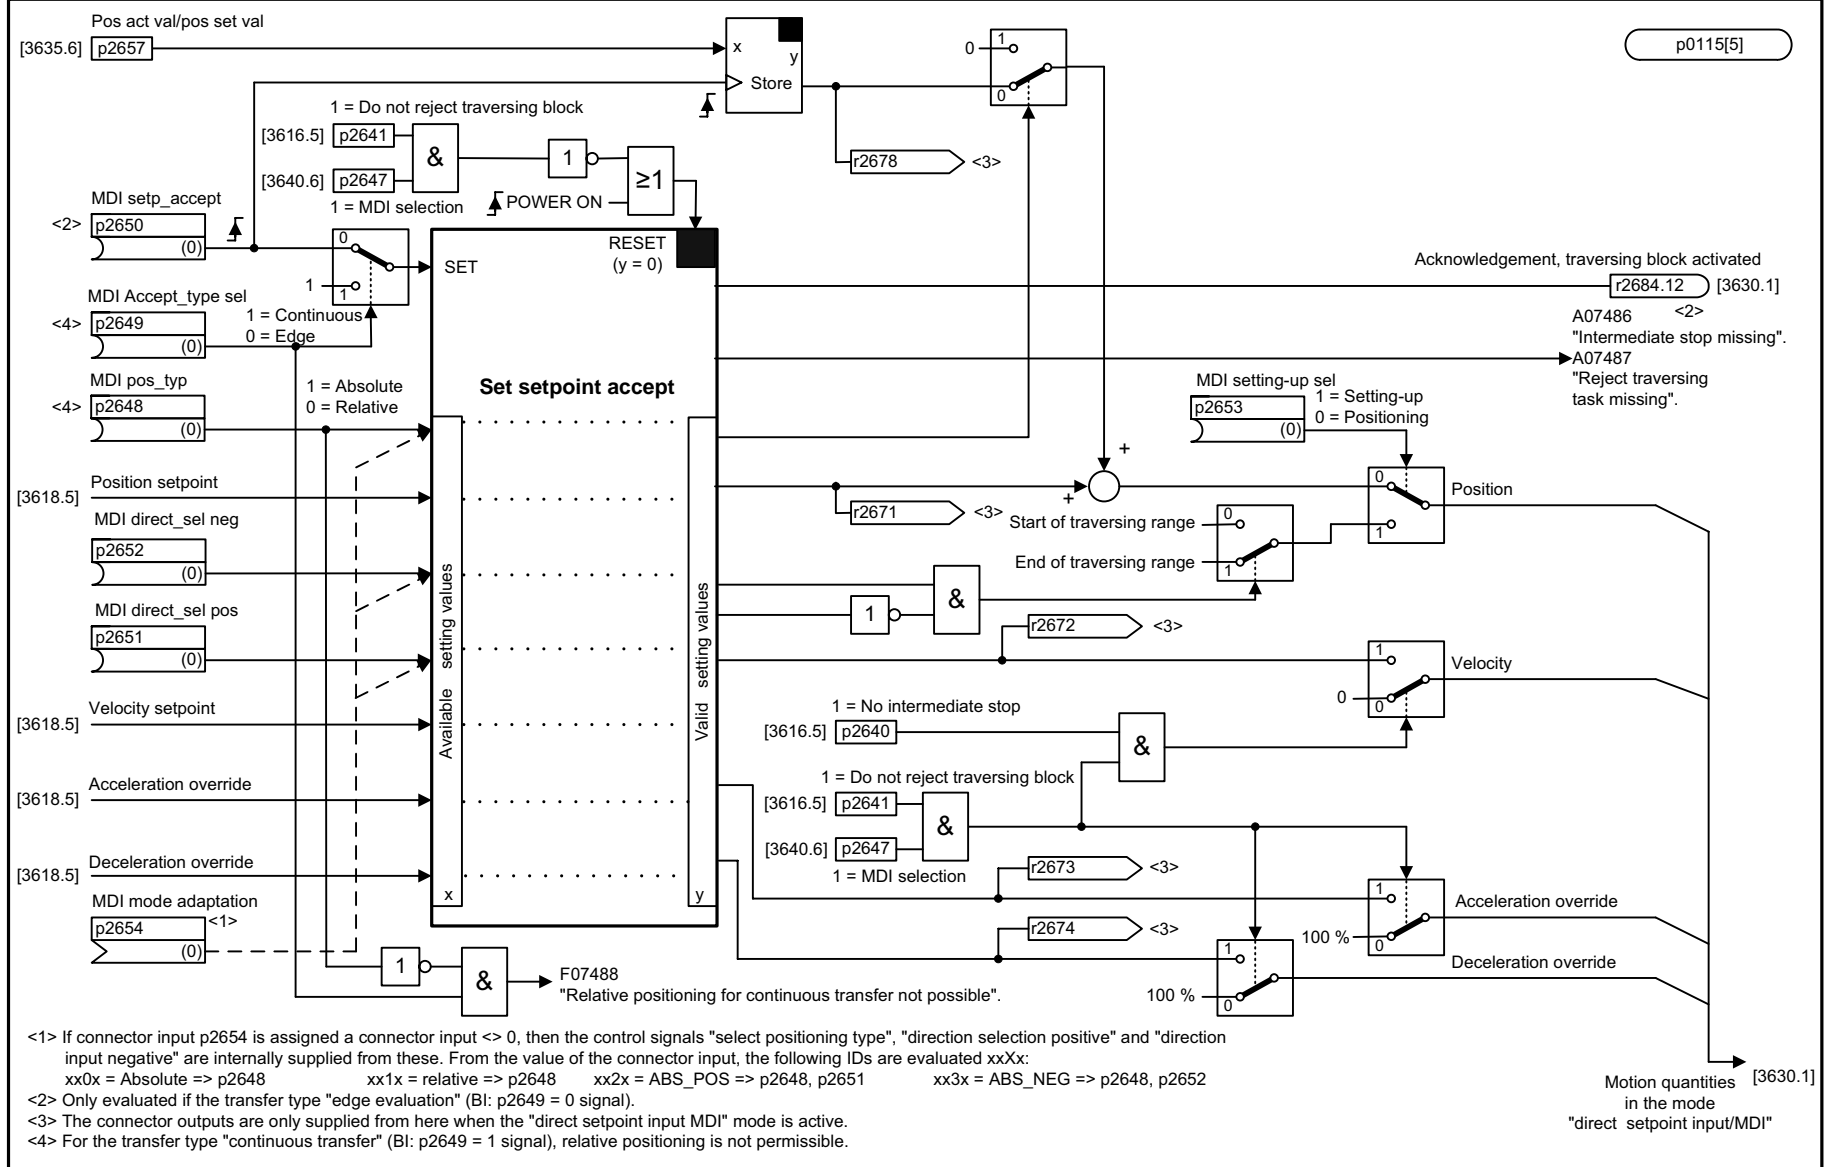 Pos act val/pos set val
[3635.6] p2657
x
y
Store
0
1
0
p0115[5]
1 = Do not reject traversing block
[3616.5] p2641
&
1
≥1
[3640.6] p2647
1 = MDI selection
POWER ON
r2678 <3>
MDI setp_accept
<2> p2650
(0)
0
1
1
SET
RESET
(y = 0)
MDI Accept_type sel
<4> p2649
(0)
1 = Continuous
0 = Edge
Acknowledgement, traversing block activated
r2684.12 [3630.1]
<2>
A07486
"Intermediate stop missing".
A07487
"Reject traversing
task missing".
MDI pos_typ
<4> p2648
(0)
1 = Absolute
0 = Relative
Set setpoint accept
MDI setting-up sel
p2653
(0)
1 = Setting-up
0 = Positioning
+
+
0
1
Position
[3618.5] Position setpoint
r2671 <3>
Start of traversing range
0
End of traversing range
1
MDI direct_sel neg
p2652
(0)
1
&
MDI direct_sel pos
p2651
(0)
Available setting values
Valid setting values
r2672 <3>
1
0
0
Velocity
[3618.5] Velocity setpoint
1 = No intermediate stop
[3616.5] p2640
&
1 = Do not reject traversing block
[3616.5] p2641
&
[3640.6] p2647
1 = MDI selection
[3618.5] Acceleration override
[3618.5] Deceleration override
x
y
r2673 <3>
1
100 %
0
Acceleration override
MDI mode adaptation
p2654 <1>
(0)
r2674 <3>
1
100 %
0
Deceleration override
1
&
F07488
"Relative positioning for continuous transfer not possible".
<1> If connector input p2654 is assigned a connector input <> 0, then the control signals "select positioning type", "direction selection positive" and "direction
input negative" are internally supplied from these. From the value of the connector input, the following IDs are evaluated xxXx:
xx0x = Absolute => p2648 xx1x = relative => p2648 xx2x = ABS_POS => p2648, p2651 xx3x = ABS_NEG => p2648, p2652
<2> Only evaluated if the transfer type "edge evaluation" (BI: p2649 = 0 signal).
<3> The connector outputs are only supplied from here when the "direct setpoint input MDI" mode is active.
<4> For the transfer type "continuous transfer" (BI: p2649 = 1 signal), relative positioning is not permissible.
Motion quantities [3630.1]
in the mode
"direct setpoint input/MDI"